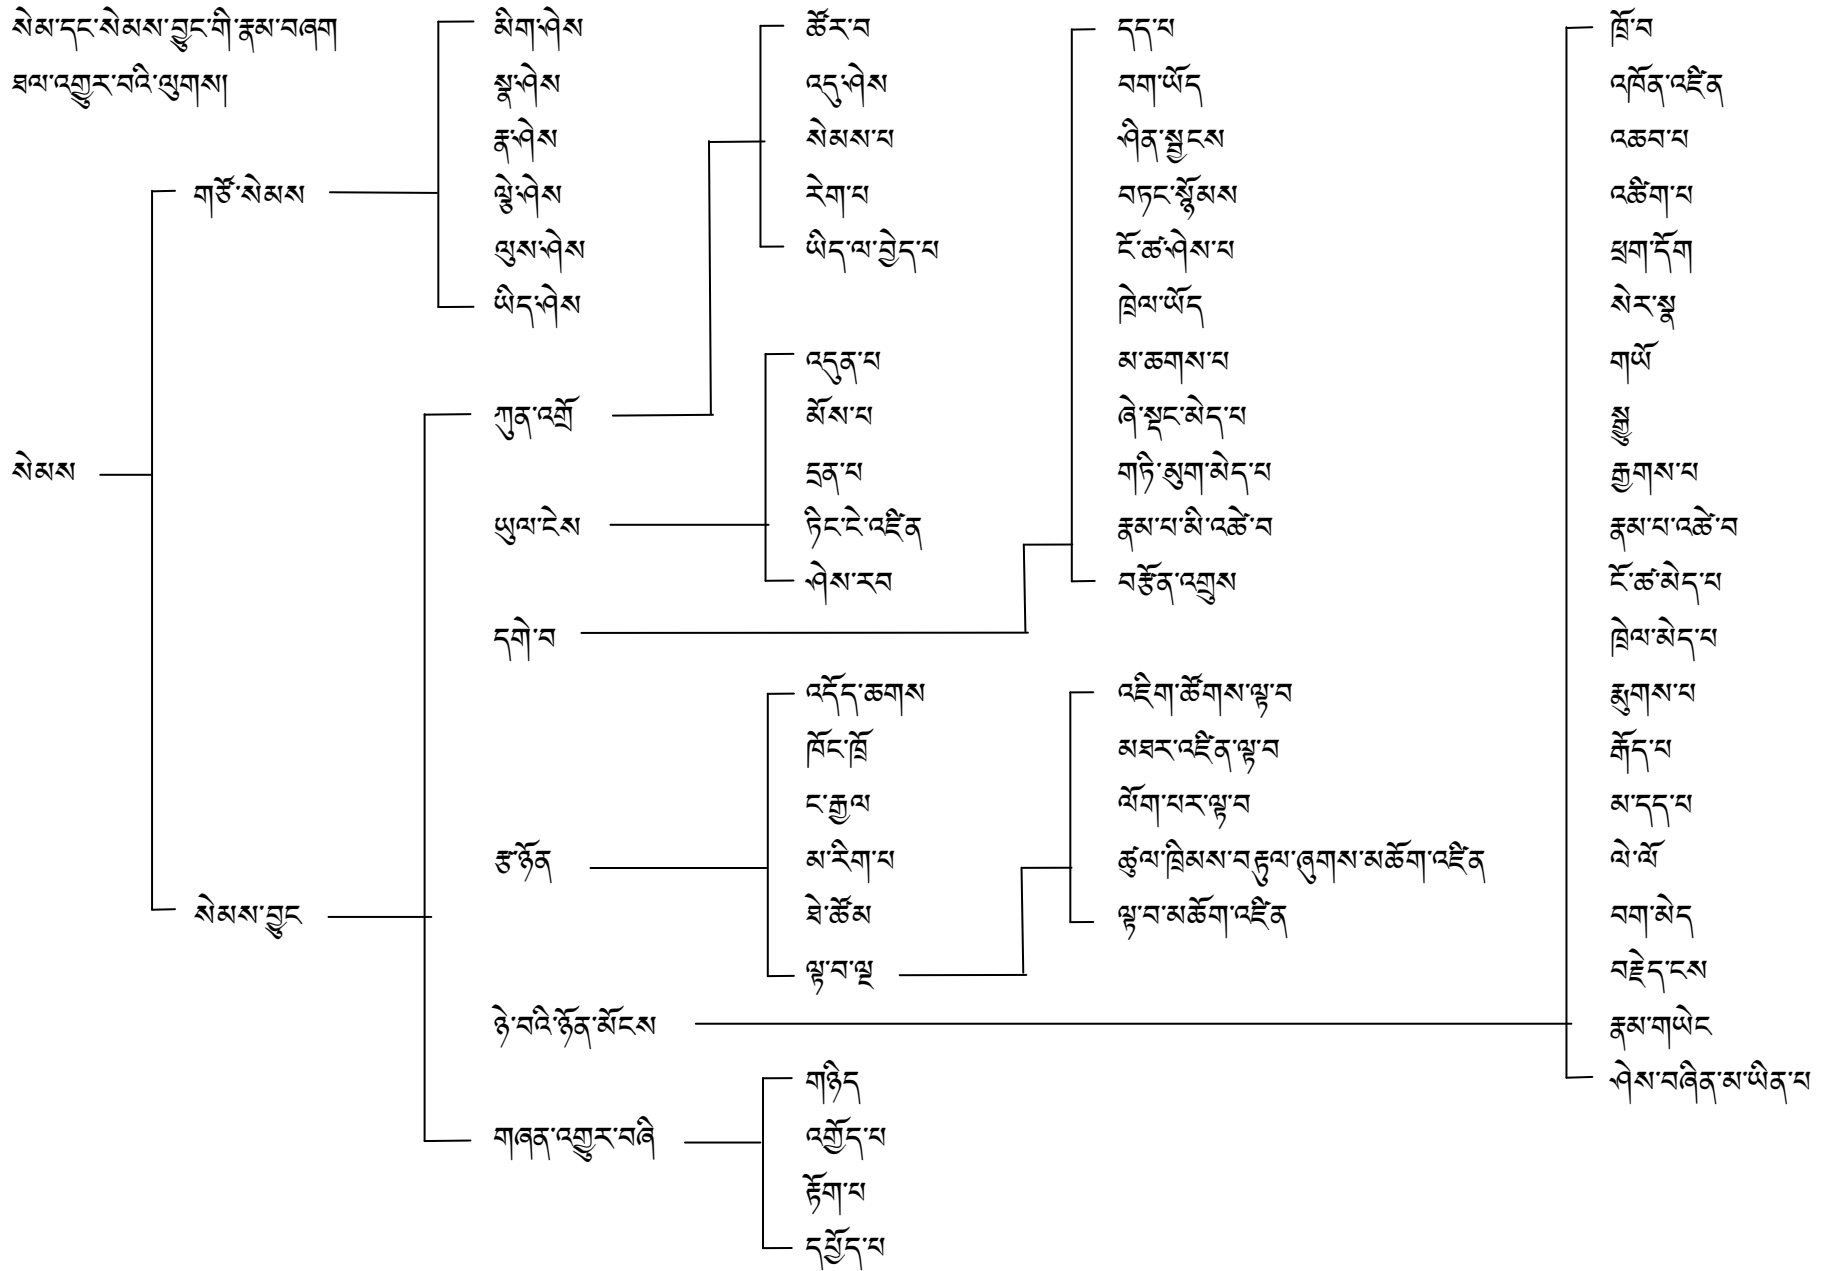 སེམ་དང་སེམས་བྱུང་གི་རྣམ་བཞག
ཐལ་འགྱུར་བའི་ལུགས།
སེམས
གཙོ་སེམས
སེམས་བྱུང
མིག་ཤེས
སྣ་ཤེས
རྣ་ཤེས
ལྕེ་ཤེས
ལུས་ཤེས
ཡིད་ཤེས
ཀུན་འགྲོ
ཡུལ་ངེས
དགེ་བ
རྩ་ཉོན
ཉེ་བའི་ཉོན་མོངས
གཞན་འགྱུར་བཞི
ཚོར་བ
འདུ་ཤེས
སེམས་པ
རེག་པ
ཡིད་ལ་བྱེད་པ
འདུན་པ
མོས་པ
དྲན་པ
ཏིང་ངེ་འཛིན
ཤེས་རབ
འདོད་ཆགས
ཁོང་ཁྲོ
ང་རྒྱལ
མ་རིག་པ
ཐེ་ཚོམ
ལྟ་བ་ལྔ
གཉིད
འགྱོད་པ
རྟོག་པ
དཔྱོད་པ
དད་པ
བག་ཡོད
ཤིན་སྦྱངས
བཏང་སྙོམས
ངོ་ཚ་ཤེས་པ
ཁྲེལ་ཡོད
མ་ཆགས་པ
ཞེ་སྡང་མེད་པ
གཏི་མུག་མེད་པ
རྣམ་པ་མི་འཚེ་བ
བརྩོན་འགྲུས
འཇིག་ཚོགས་ལྟ་བ
མཐར་འཛིན་ལྟ་བ
ལོག་པར་ལྟ་བ
ཚུལ་ཁྲིམས་བརྟུལ་ཞུགས་མཆོག་འཛིན
ལྟ་བ་མཆོག་འཛིན
ཁྲོ་བ
འཁོན་འཛིན
འཆབ་པ
འཚིག་པ
ཕྲག་དོག
སེར་སྣ
གཡོ
སྒྱུ
རྒྱགས་པ
རྣམ་པ་འཚེ་བ
ངོ་ཚ་མེད་པ
ཁྲེལ་མེད་པ
རྨུགས་པ
རྒོད་པ
མ་དད་པ
ལེ་ལོ
བག་མེད
བརྗེད་ངས
རྣམ་གཡེང
ཤེས་བཞིན་མ་ཡིན་པ